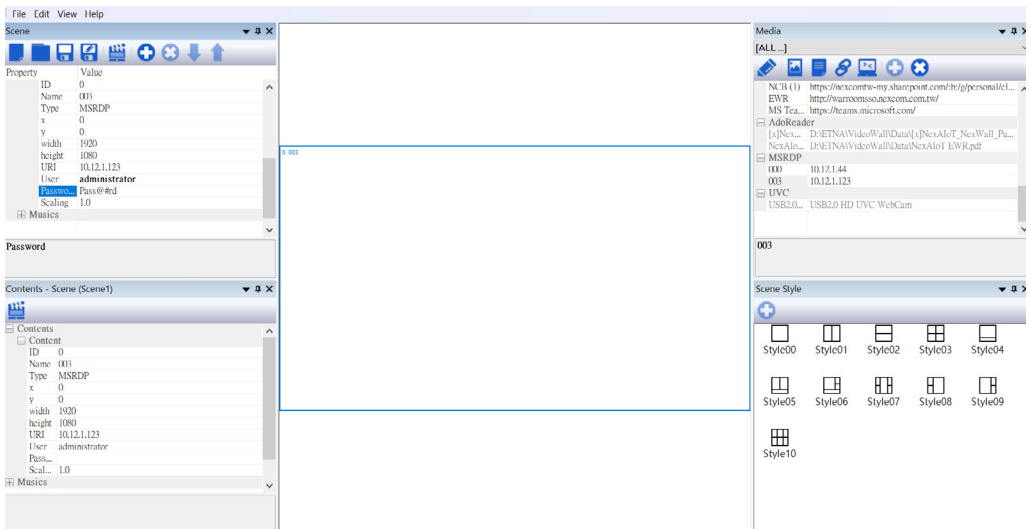 File Edit View Help
Scene
Property Value
ID 0
Name 003
Type MSRDP
x 0
y 0
width 1920
height 1080
URI 10.12.1.123
User administrator
Passwo... Pass@#rd
Scaling 1.0
Musics
Password
Contents - Scene (Scene1)
Contents
Content
ID 0
Name 003
Type MSRDP
x 0
y 0
width 1920
height 1080
URI 10.12.1.123
User administrator
Pass...
Scal... 1.0
Musics
0. 003
Media
[ALL ...]
NCB (1) https://nexcomtw-my.sharepoint.com/:b:/g/personal/cl...
EWR http://warroomsso.nexcom.com.tw/
MS Tea... https://teams.microsoft.com/
AdoReader
[x]Nex... D:\ETNA\VideoWall\Data\[x]NexAIoT_NexWall_Pu...
NexAIo... D:\ETNA\VideoWall\Data\NexAIoT EWR.pdf
MSRDP
000 10.12.1.44
003 10.12.1.123
UVC
USB2.0... USB2.0 HD UVC WebCam
003
Scene Style
Style00 Style01 Style02 Style03 Style04
Style05 Style06 Style07 Style08 Style09
Style10